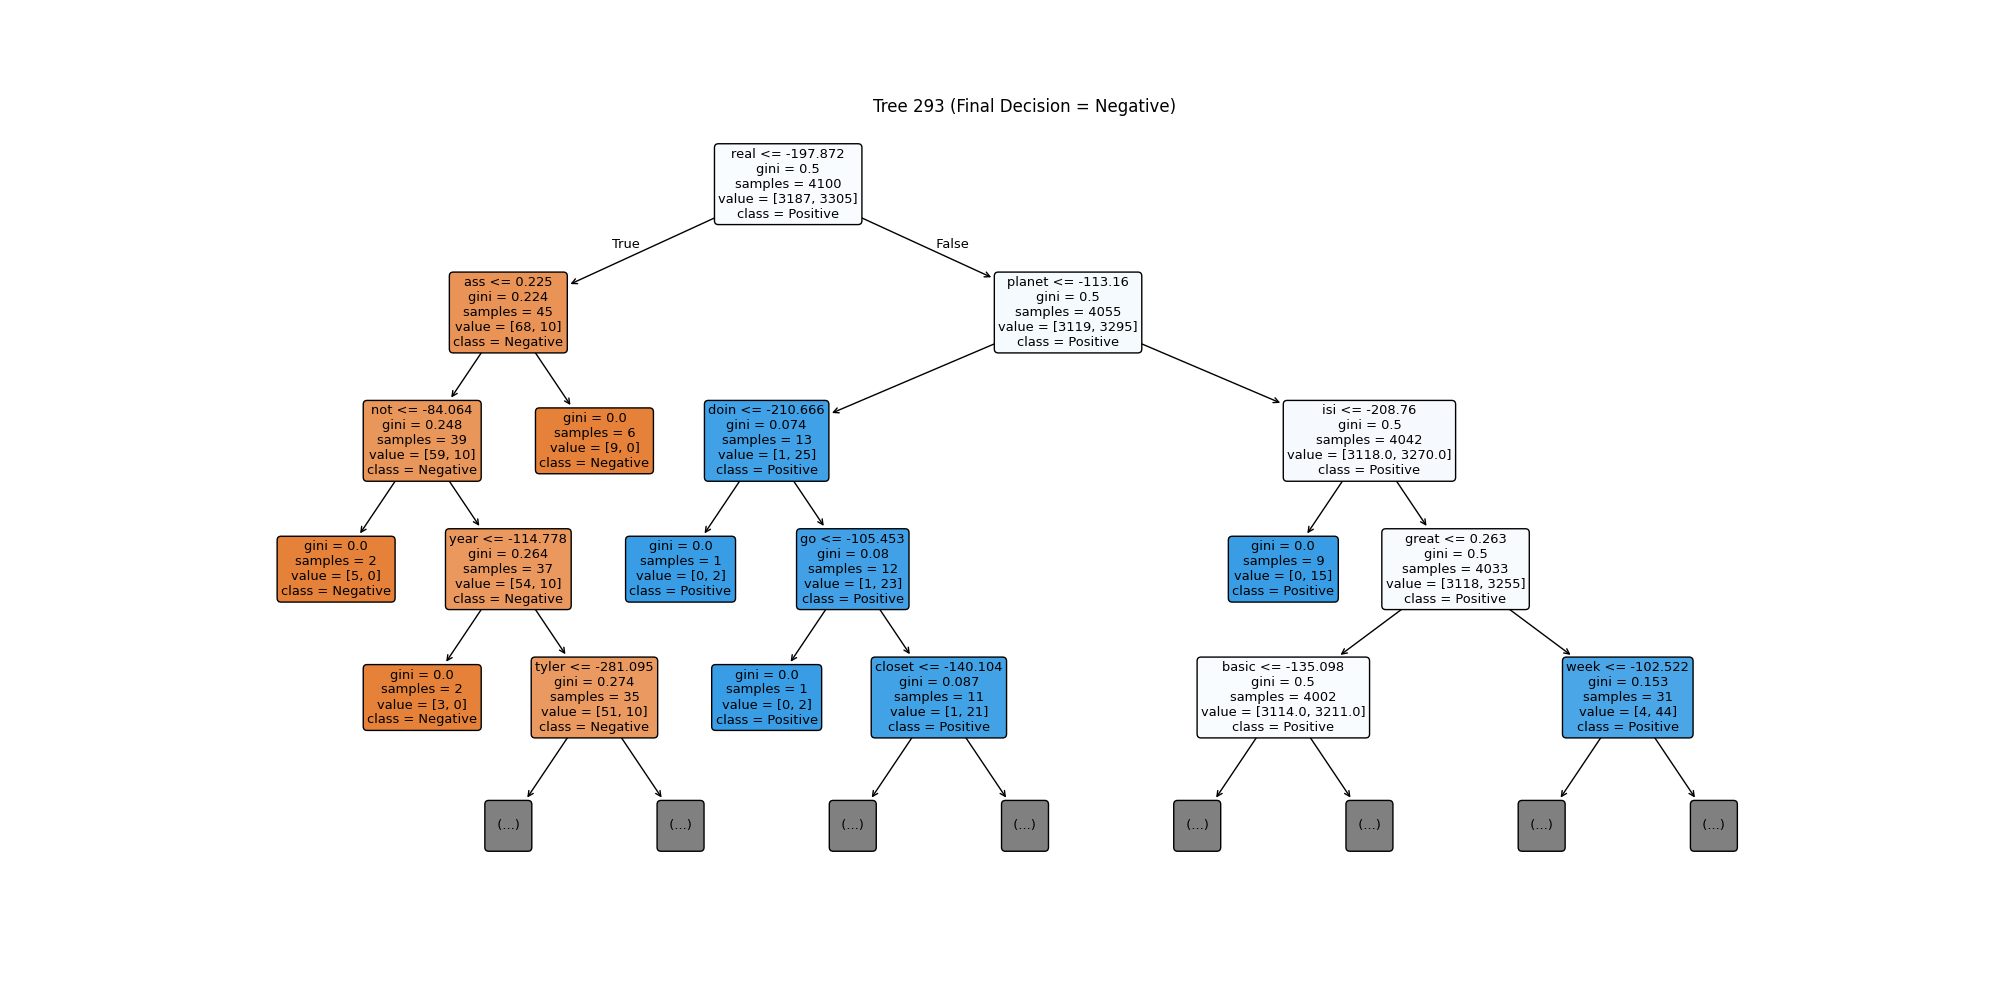 Tree 293 (Final Decision = Negative)
real <= -197.872
gini = 0.5
samples = 4100
value = [3187, 3305]
class = Positive
True
False
ass <= 0.225
gini = 0.224
samples = 45
value = [68, 10]
class = Negative
planet <= -113.16
gini = 0.5
samples = 4055
value = [3119, 3295]
class = Positive
not <= -84.064
gini = 0.248
samples = 39
value = [59, 10]
class = Negative
gini = 0.0
samples = 6
value = [9, 0]
class = Negative
doin <= -210.666
gini = 0.074
samples = 13
value = [1, 25]
class = Positive
isi <= -208.76
gini = 0.5
samples = 4042
value = [3118.0, 3270.0]
class = Positive
gini = 0.0
samples = 2
value = [5, 0]
class = Negative
year <= -114.778
gini = 0.264
samples = 37
value = [54, 10]
class = Negative
gini = 0.0
samples = 1
value = [0, 2]
class = Positive
go <= -105.453
gini = 0.08
samples = 12
value = [1, 23]
class = Positive
gini = 0.0
samples = 9
value = [0, 15]
class = Positive
great <= 0.263
gini = 0.5
samples = 4033
value = [3118, 3255]
class = Positive
gini = 0.0
samples = 2
value = [3, 0]
class = Negative
tyler <= -281.095
gini = 0.274
samples = 35
value = [51, 10]
class = Negative
gini = 0.0
samples = 1
value = [0, 2]
class = Positive
closet <= -140.104
gini = 0.087
samples = 11
value = [1, 21]
class = Positive
basic <= -135.098
gini = 0.5
samples = 4002
value = [3114.0, 3211.0]
class = Positive
week <= -102.522
gini = 0.153
samples = 31
value = [4, 44]
class = Positive
(...)
(...)
(...)
(...)
(...)
(...)
(...)
(...)